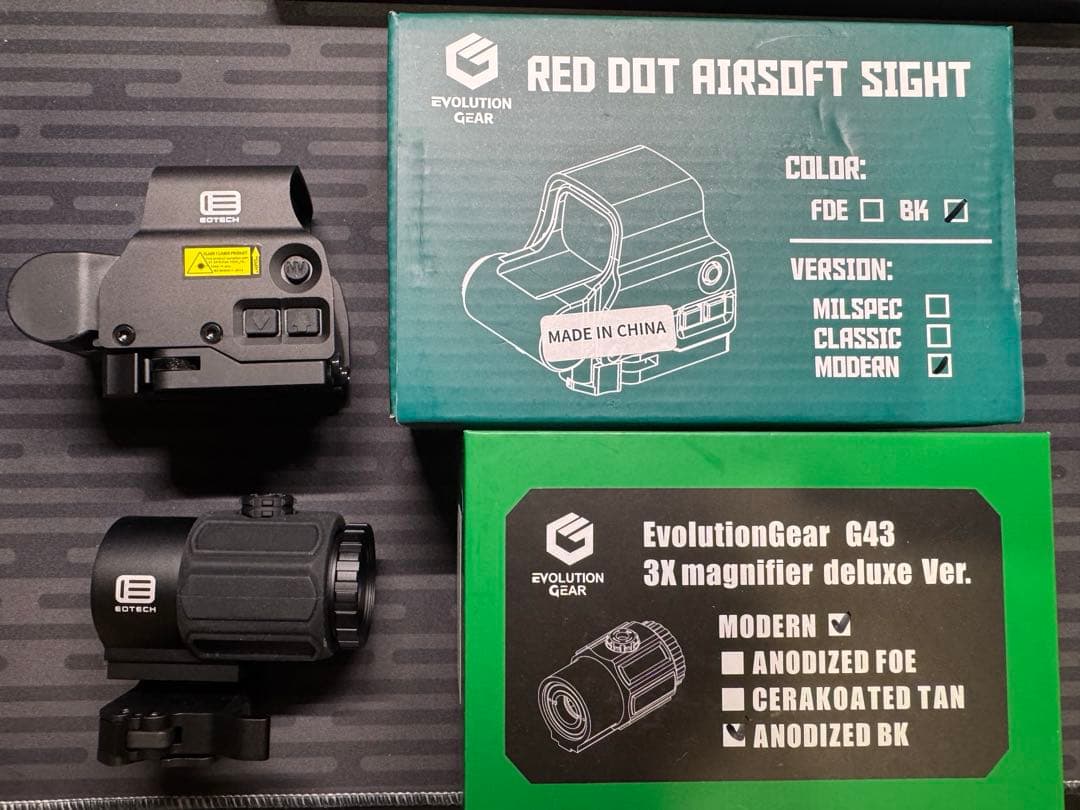 EVOLUTION
GEAR
RED DOT AIRSOFT SIGHT
COLOR:
FDE BK
VERSION:
MILSPEC
CLASSIC
MODERN
MADE IN CHINA
EOTECH
NV
EOTECH
EVOLUTION
GEAR
EvolutionGear G43
3X magnifier deluxe Ver.
MODERN
ANODIZED FOE
CERAKOATED TAN
ANODIZED BK